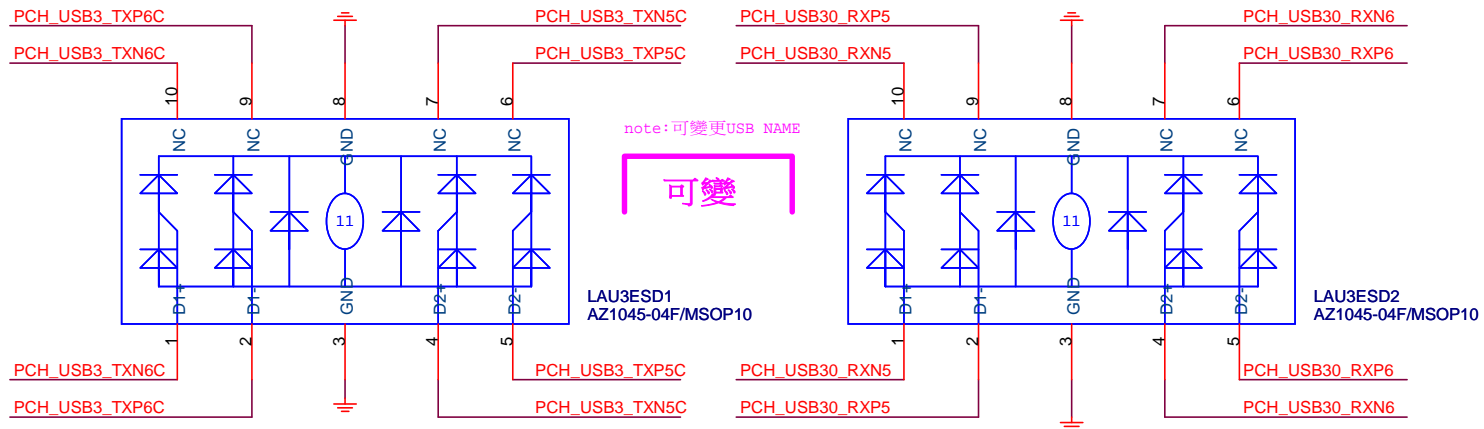 PCH_USB3_TXP6C PCH_USB3_TXN5C PCH_USB30_RXP5 PCH_USB30_RXN6
PCH_USB3_TXN6C PCH_USB3_TXP5C PCH_USB30_RXN5 PCH_USB30_RXP6
10 9 8 7 6 10 9 8 7 6
NC NC GND NC NC NC NC GND NC NC
note:可變更USB NAME
可變
11 11
D1+ D1- GND D2+ D2- D1+ D1- GND D2+ D2-
LAU3ESD1 LAU3ESD2
AZ1045-04F/MSOP10 AZ1045-04F/MSOP10
1 2 3 4 5 1 2 3 4 5
PCH_USB3_TXN6C PCH_USB3_TXP5C PCH_USB30_RXN5 PCH_USB30_RXP6
PCH_USB3_TXP6C PCH_USB3_TXN5C PCH_USB30_RXP5 PCH_USB30_RXN6